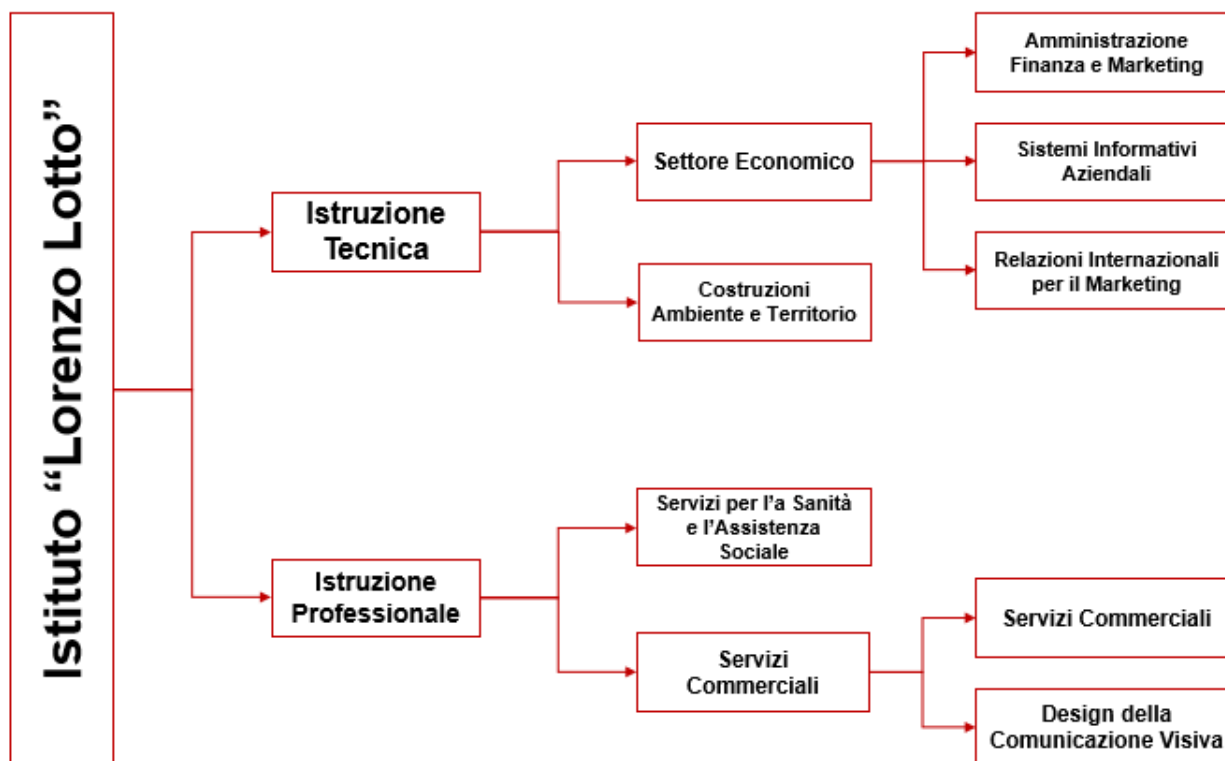 Istituto “Lorenzo Lotto”
Istruzione
Tecnica
Settore Economico
Amministrazione
Finanza e Marketing
Sistemi Informativi
Aziendali
Relazioni Internazionali
per il Marketing
Costruzioni
Ambiente e Territorio
Istruzione
Professionale
Servizi per l’a Sanità
e l’Assistenza
Sociale
Servizi
Commerciali
Servizi Commerciali
Design della
Comunicazione Visiva